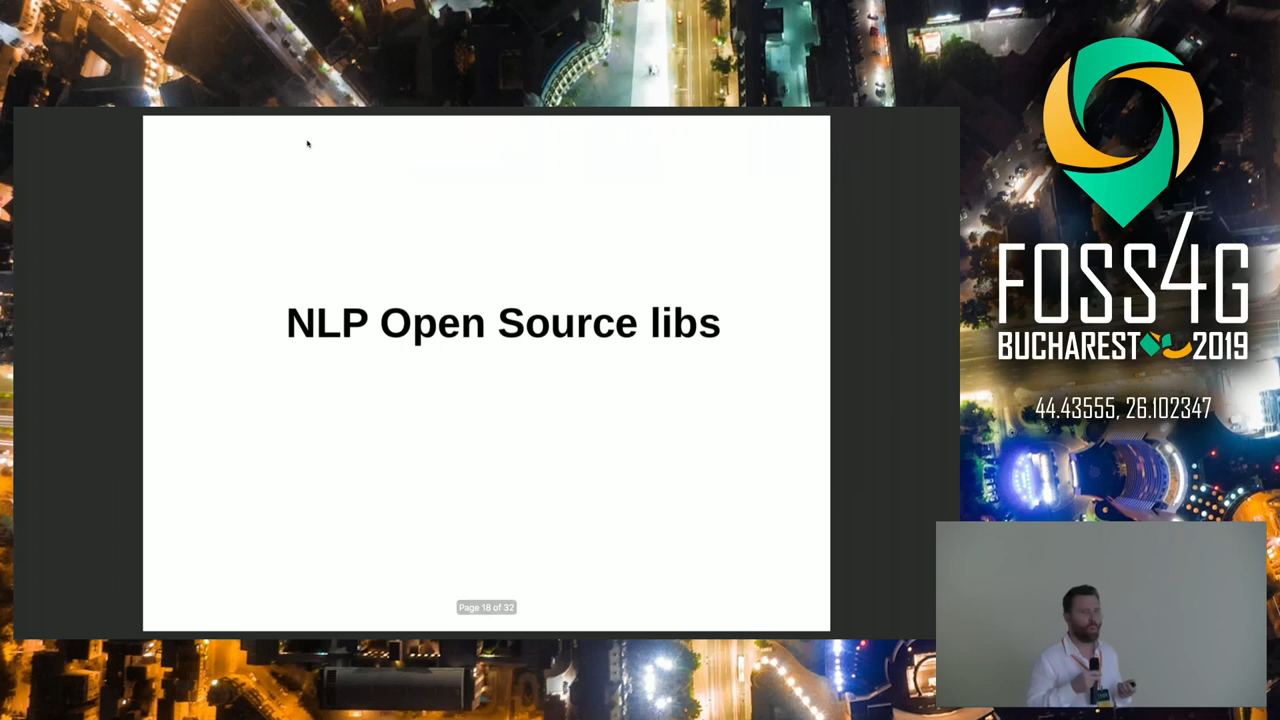 NLP Open Source libs
Page 18 of 32
FOSS4G
BUCHAREST 2019
44.43555, 26.102347